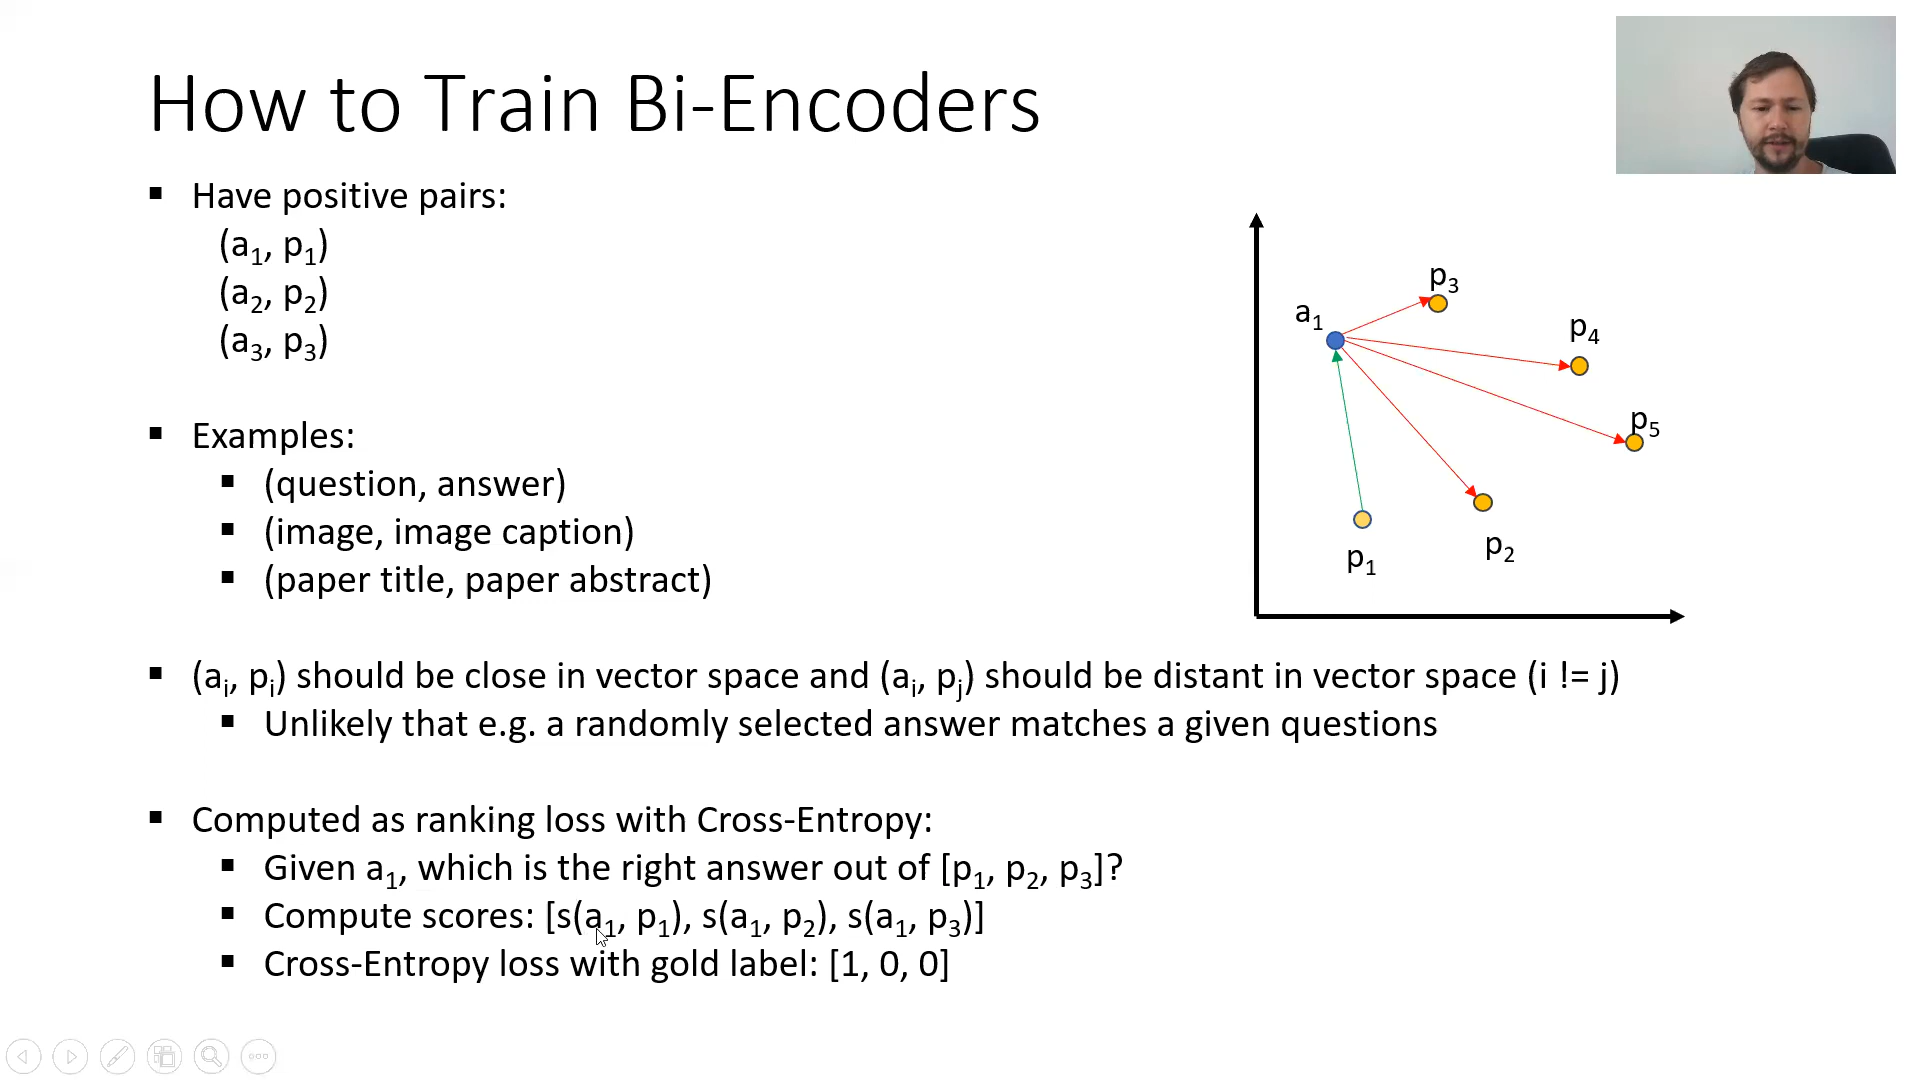 How to Train Bi-Encoders
▪ Have positive pairs:
(a₁, p₁)
(a₂, p₂)
(a₃, p₃)
▪ Examples:
▪ (question, answer)
▪ (image, image caption)
▪ (paper title, paper abstract)
a₁
p₃
p₄
p₅
p₁
p₂
▪ (aᵢ, pᵢ) should be close in vector space and (aᵢ, pⱼ) should be distant in vector space (i != j)
▪ Unlikely that e.g. a randomly selected answer matches a given questions
▪ Computed as ranking loss with Cross-Entropy:
▪ Given a₁, which is the right answer out of [p₁, p₂, p₃]?
▪ Compute scores: [s(a₁, p₁), s(a₁, p₂), s(a₁, p₃)]
▪ Cross-Entropy loss with gold label: [1, 0, 0]